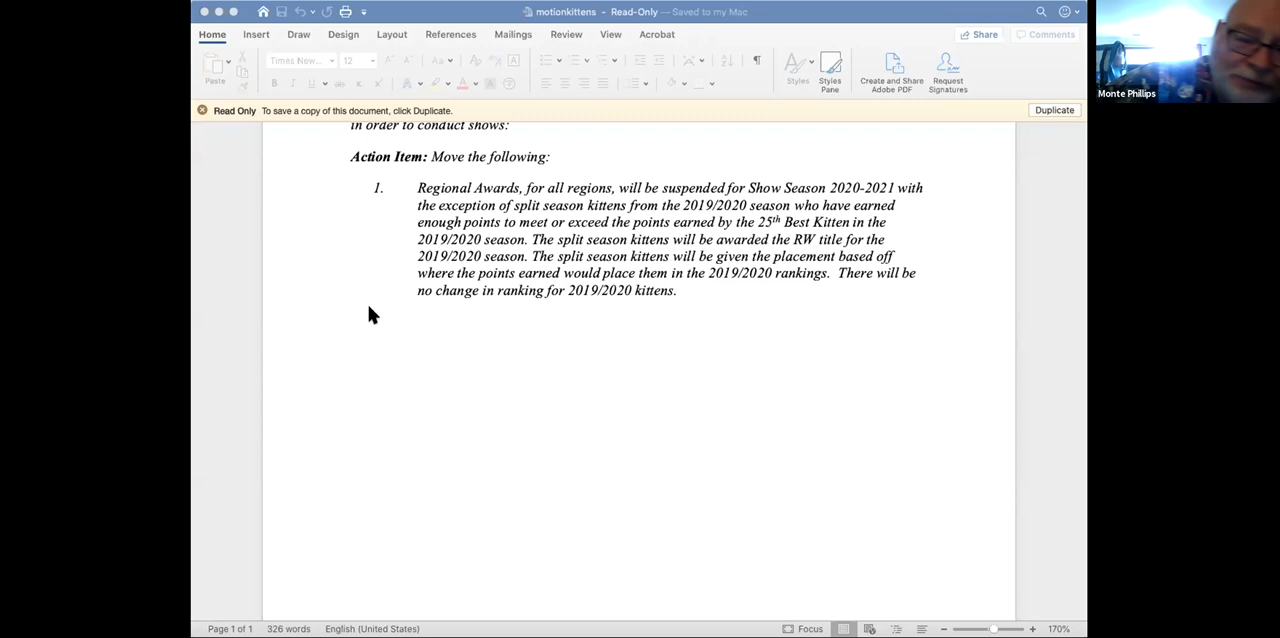 motionkittens - Read-Only — Saved to my Mac
Home Insert Draw Design Layout References Mailings Review View Acrobat Share Comments
Times New... 12
Paste Styles Styles Pane Create and Share Adobe PDF Request Signatures
Read Only To save a copy of this document, click Duplicate. Duplicate
in order to conduct shows:
Action Item: Move the following:
1. Regional Awards, for all regions, will be suspended for Show Season 2020-2021 with
the exception of split season kittens from the 2019/2020 season who have earned
enough points to meet or exceed the points earned by the 25th Best Kitten in the
2019/2020 season. The split season kittens will be awarded the RW title for the
2019/2020 season. The split season kittens will be given the placement based off
where the points earned would place them in the 2019/2020 rankings. There will be
no change in ranking for 2019/2020 kittens.
Page 1 of 1 326 words English (United States) Focus 170%
Monte Phillips